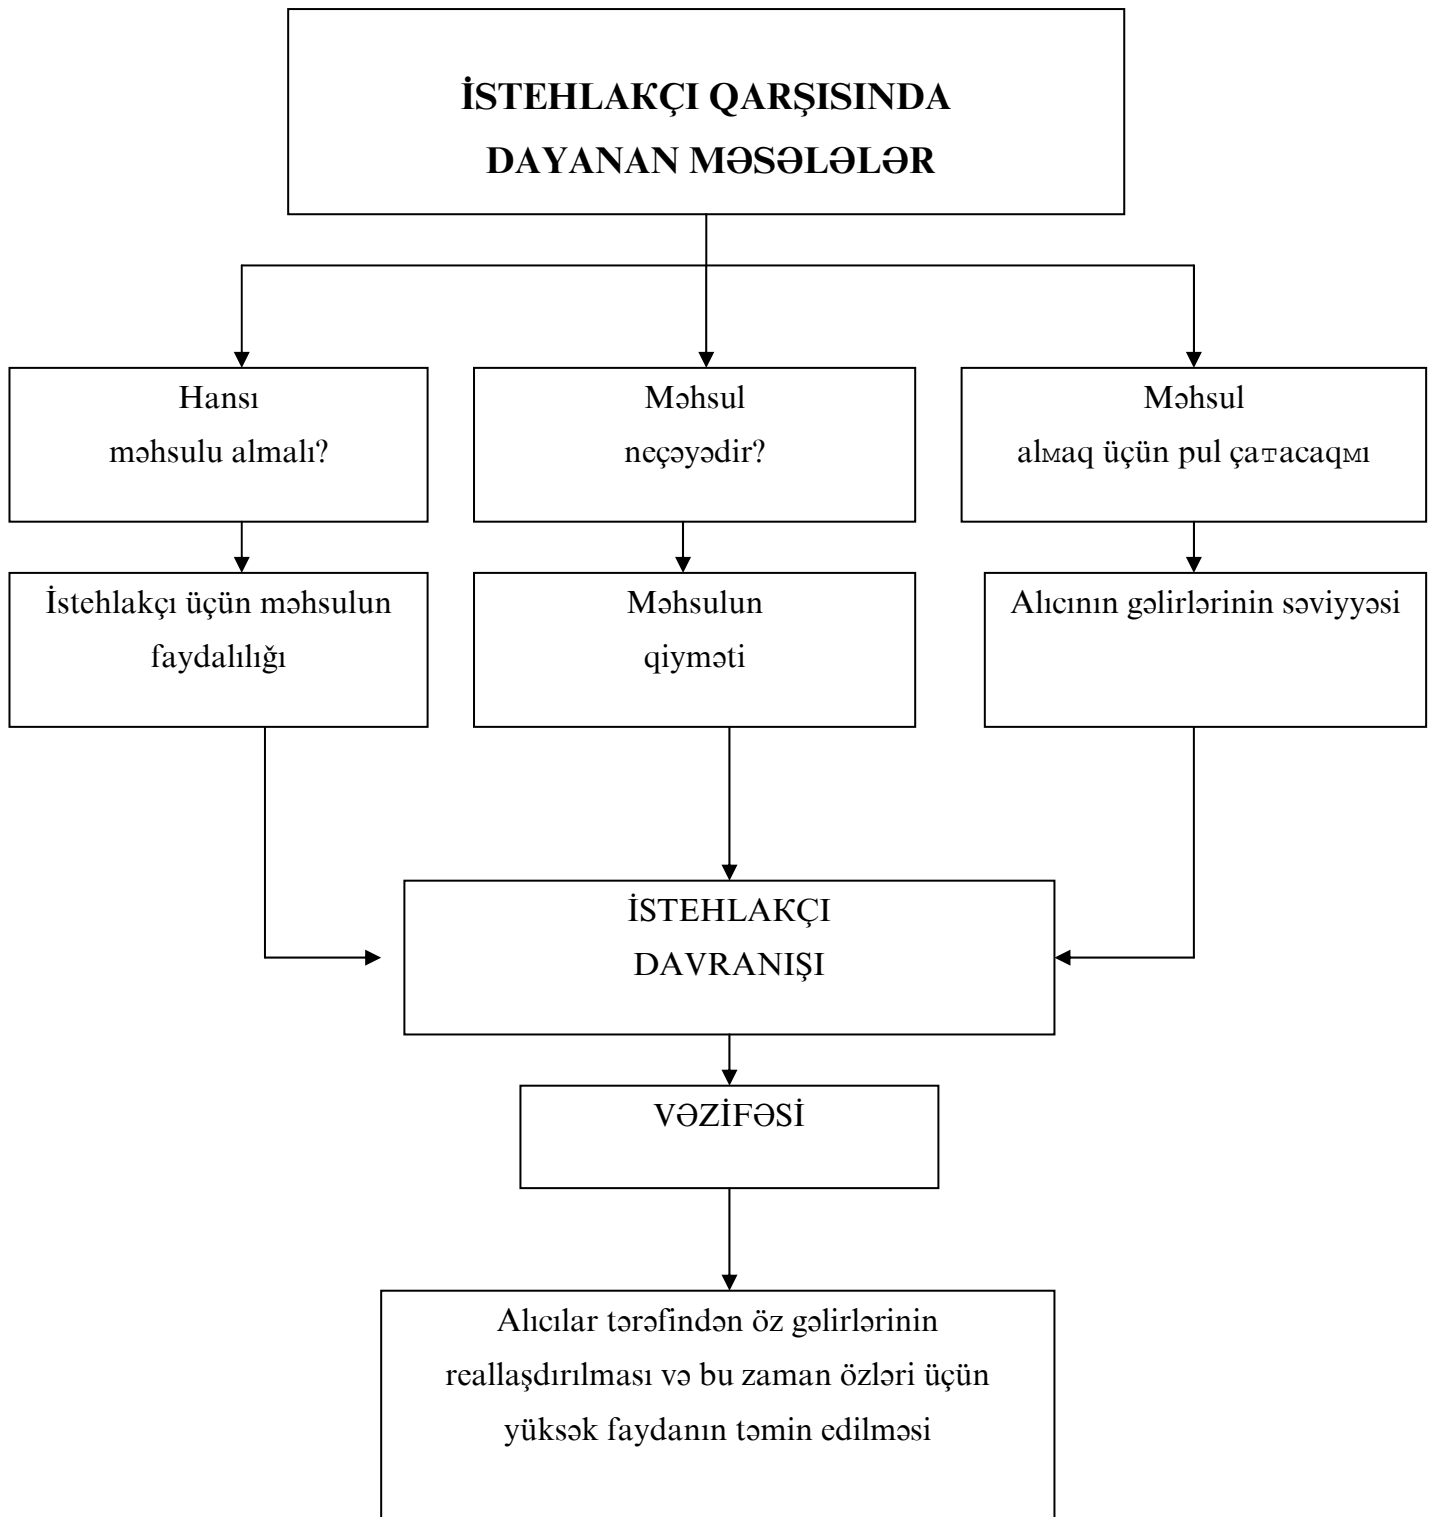 İSTEHLAKÇI QARŞISINDA
DAYANAN MƏSƏLƏLƏR
Hansı
məhsulu almalı?
Məhsul
neçəyədir?
Məhsul
alмaq üçün pul çaтacaqмı
İstehlakçı üçün məhsulun
faydalılığı
Məhsulun
qiyməti
Alıcının gəlirlərinin səviyyəsi
İSTEHLAKÇI
DAVRANIŞI
VƏZİFƏSİ
Alıcılar tərəfindən öz gəlirlərinin
reallaşdırılması və bu zaman özləri üçün
yüksək faydanın təmin edilməsi